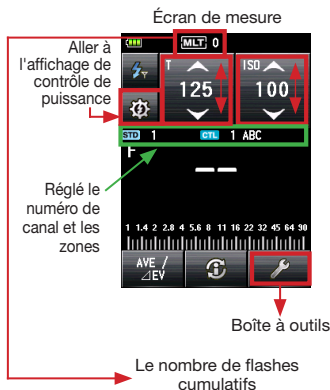 Écran de mesure
Aller à
l'affichage de
contrôle de
puissance
MLT 0
T
125
ISO
100
STD 1 CTL 1 ABC
F
Réglé le
numéro de
canal et les
zones
1 1.4 2 2.8 4 5.6 8 11 16 22 32 45 64 90
AVE /
⊿EV
Boîte à outils
Le nombre de flashes
cumulatifs